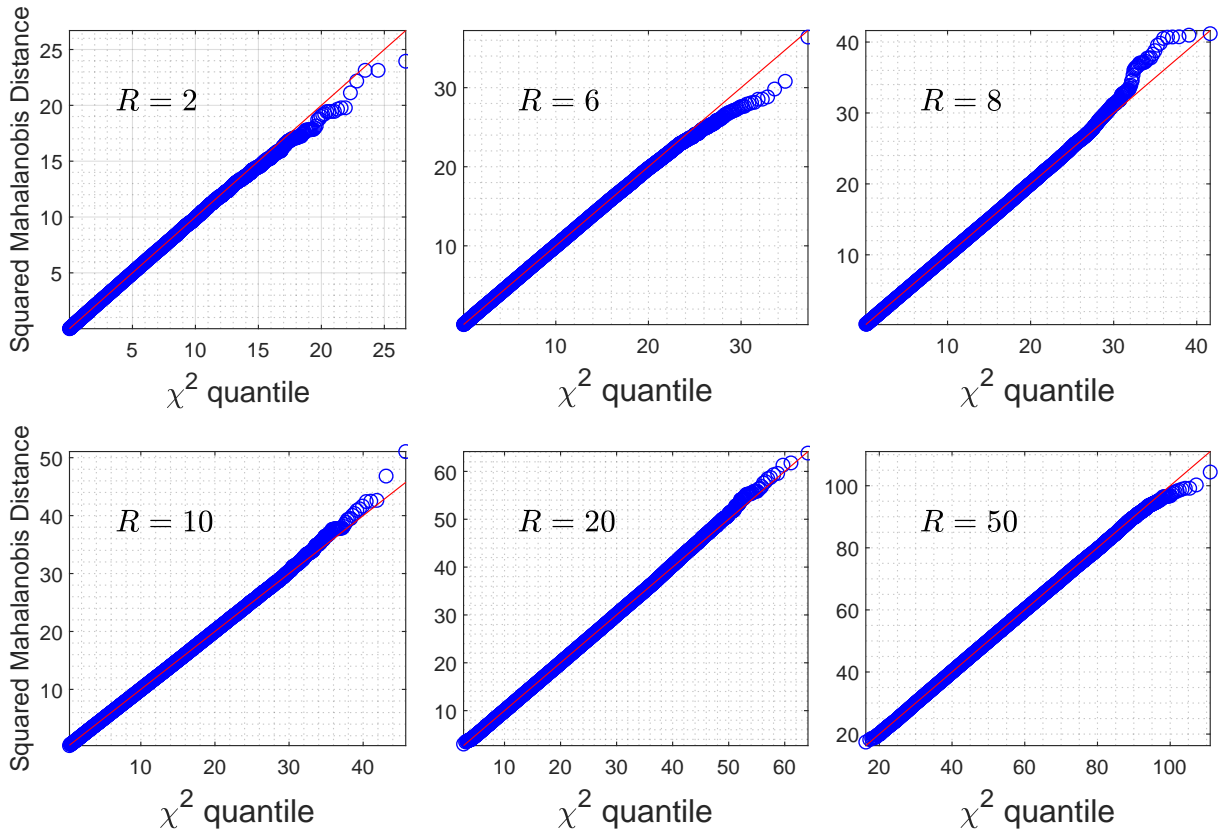 Squared Mahalanobis Distance
25
20
15
10
5
R = 2
5 10 15 20 25
χ² quantile
30
20
10
R = 6
10 20 30
χ² quantile
40
30
20
10
R = 8
10 20 30 40
χ² quantile
Squared Mahalanobis Distance
50
40
30
20
10
R = 10
10 20 30 40
χ² quantile
60
50
40
30
20
10
R = 20
10 20 30 40 50 60
χ² quantile
100
80
60
40
20
R = 50
20 40 60 80 100
χ² quantile